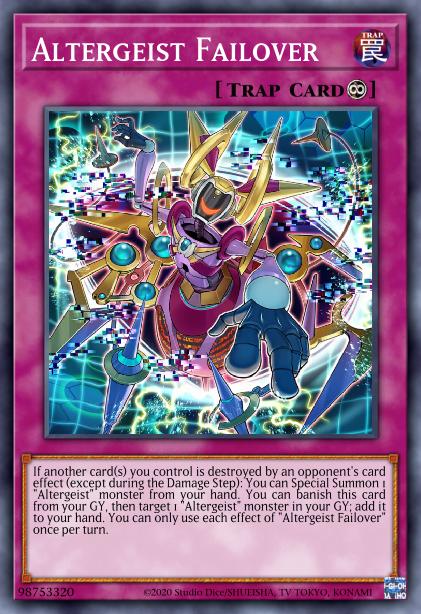 Altergeist Failover
TRAP
罠
[Trap Card]
If another card(s) you control is destroyed by an opponent's card
effect (except during the Damage Step): You can Special Summon 1
"Altergeist" monster from your hand. You can banish this card
from your GY, then target 1 "Altergeist" monster in your GY; add it
to your hand. You can only use each effect of "Altergeist Failover"
once per turn.
98753320
©2020 Studio Dice/SHUEISHA, TV TOKYO, KONAMI